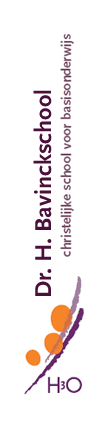 Dr. H. Bavinckschool
christelijke school voor basisonderwijs
H3O